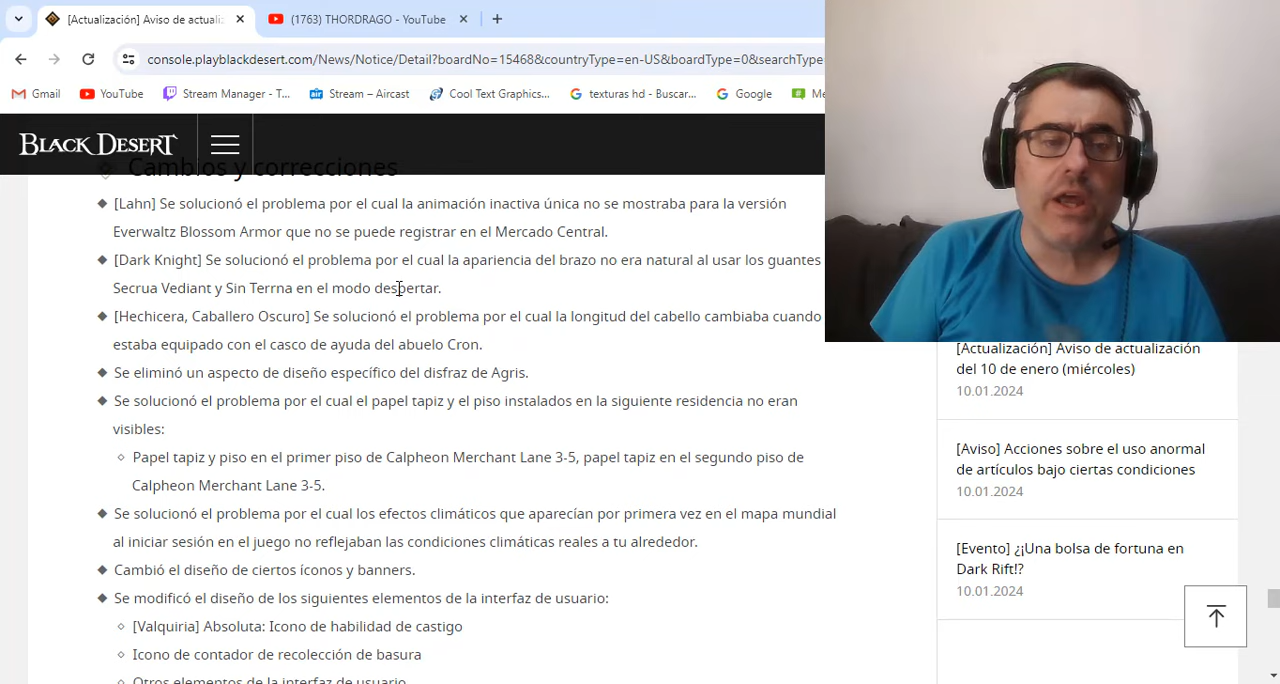 [Actualización] Aviso de actuali
(1763) THORDRAGO - YouTube
console.playblackdesert.com/News/Notice/Detail?boardNo=15468&countryType=en-US&boardType=0&searchType
Gmail
YouTube
Stream Manager - T...
Stream – Aircast
Cool Text Graphics...
texturas hd - Buscar...
Google
Me
BLACK DESERT
Cambios y correcciones
[Lahn] Se solucionó el problema por el cual la animación inactiva única no se mostraba para la versión
Everwaltz Blossom Armor que no se puede registrar en el Mercado Central.
[Dark Knight] Se solucionó el problema por el cual la apariencia del brazo no era natural al usar los guantes
Secrua Vediant y Sin Terrna en el modo despertar.
[Hechicera, Caballero Oscuro] Se solucionó el problema por el cual la longitud del cabello cambiaba cuando
estaba equipado con el casco de ayuda del abuelo Cron.
Se eliminó un aspecto de diseño específico del disfraz de Agris.
Se solucionó el problema por el cual el papel tapiz y el piso instalados en la siguiente residencia no eran
visibles:
Papel tapiz y piso en el primer piso de Calpheon Merchant Lane 3-5, papel tapiz en el segundo piso de
Calpheon Merchant Lane 3-5.
Se solucionó el problema por el cual los efectos climáticos que aparecían por primera vez en el mapa mundial
al iniciar sesión en el juego no reflejaban las condiciones climáticas reales a tu alrededor.
Cambió el diseño de ciertos íconos y banners.
Se modificó el diseño de los siguientes elementos de la interfaz de usuario:
[Valquiria] Absoluta: Icono de habilidad de castigo
Icono de contador de recolección de basura
Otros elementos de la interfaz de usuario
[Actualización] Aviso de actualización
del 10 de enero (miércoles)
10.01.2024
[Aviso] Acciones sobre el uso anormal
de artículos bajo ciertas condiciones
10.01.2024
[Evento] ¿¡Una bolsa de fortuna en
Dark Rift!?
10.01.2024